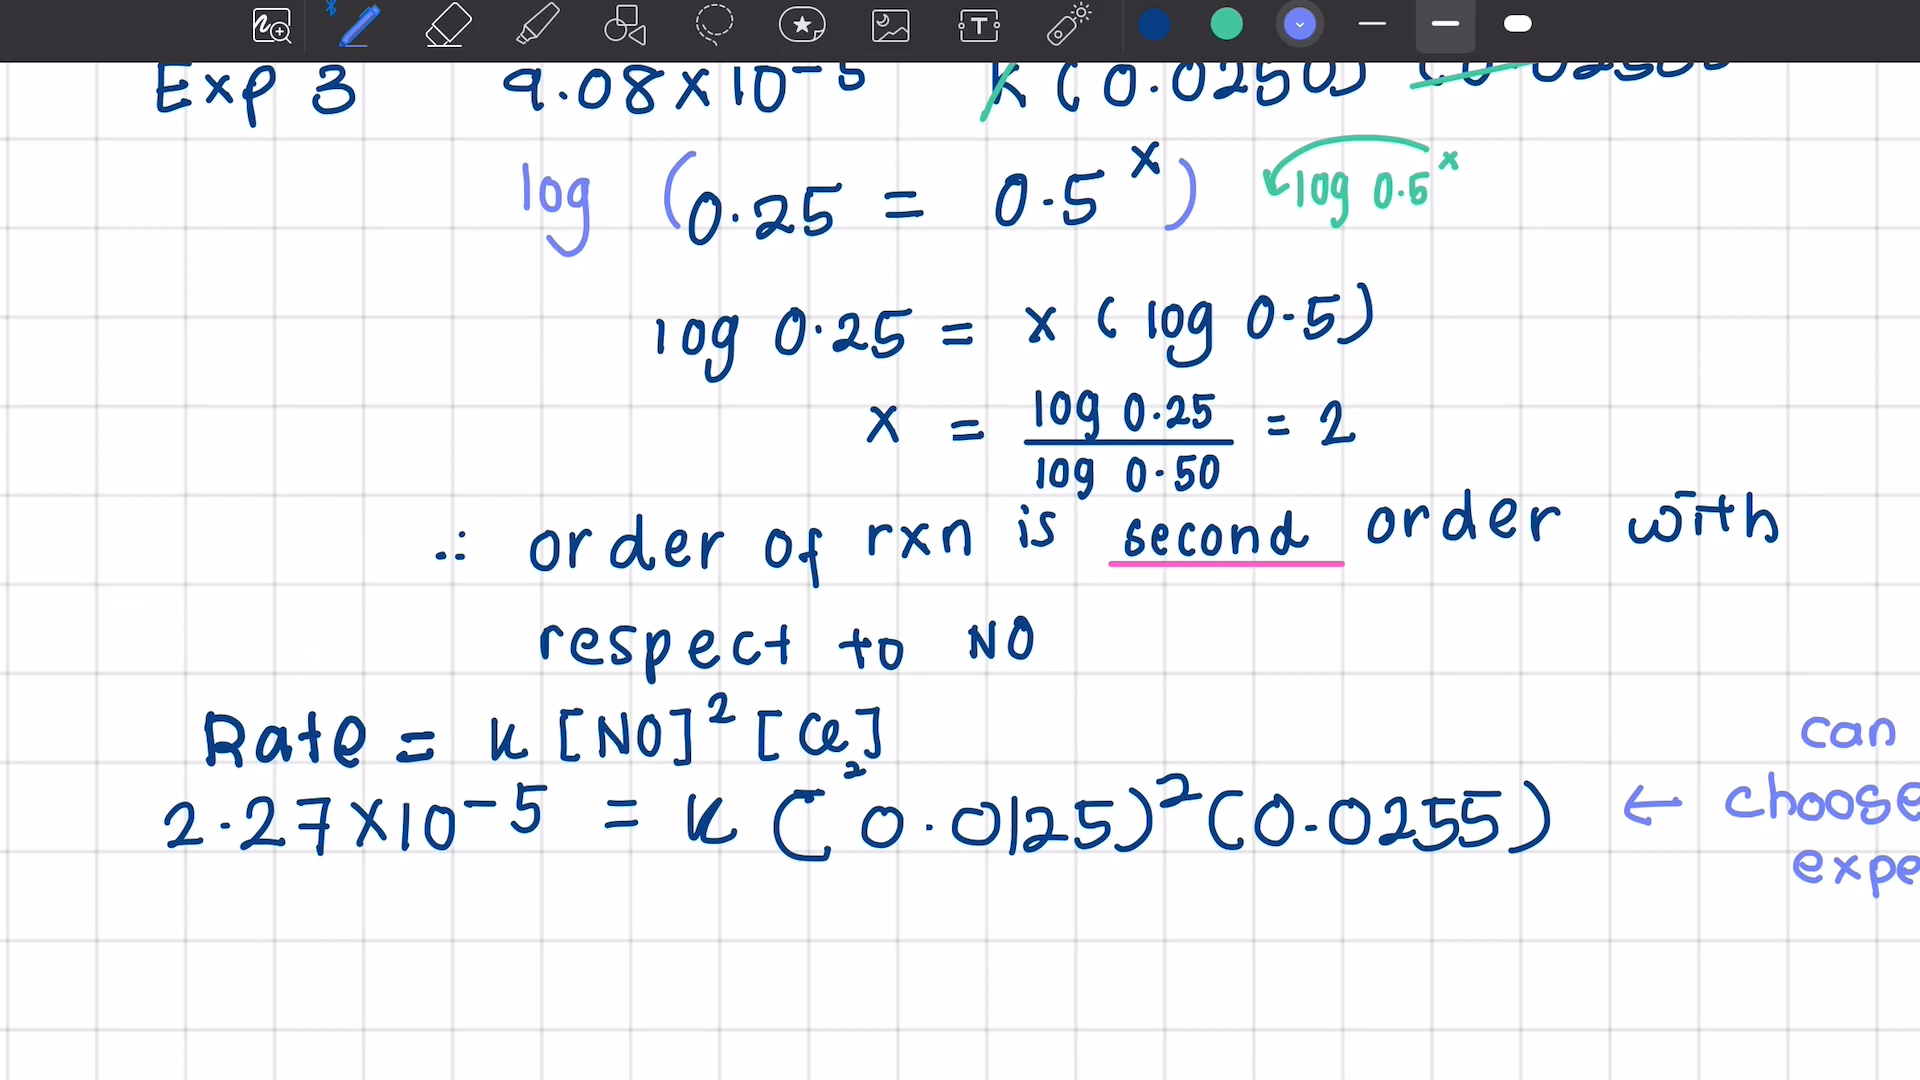 Exp 3 9.08×10⁻⁵ k (0.0250)
log (0.25 = 0.5ˣ) log 0.5ˣ
log 0.25 = x (log 0.5)
x = log 0.25 / log 0.50 = 2
∴ order of rxn is second order with
respect to NO
Rate = k [NO]² [Cl₂]
2.27×10⁻⁵ = k (0.0125)² (0.0255) ← can
choose
expe